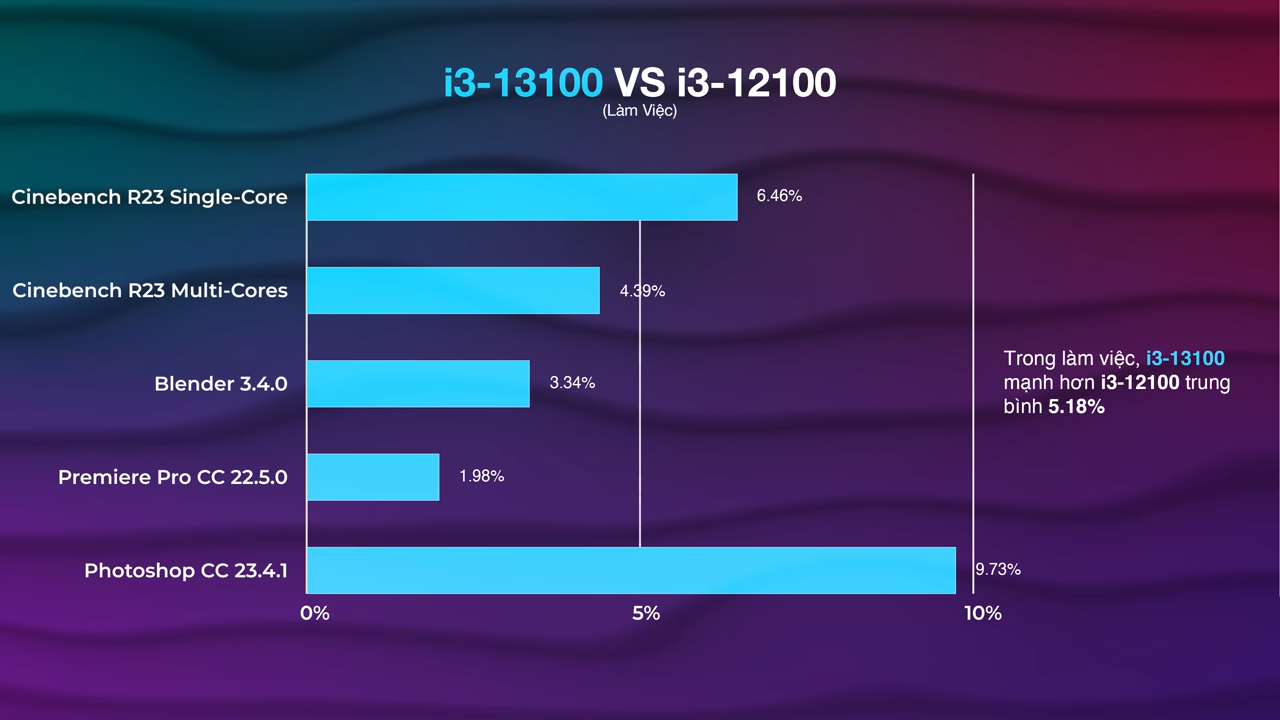 i3-13100 VS i3-12100
(Làm Việc)
Cinebench R23 Single-Core
6.46%
Cinebench R23 Multi-Cores
4.39%
Blender 3.4.0
3.34%
Premiere Pro CC 22.5.0
1.98%
Photoshop CC 23.4.1
9.73%
0%
5%
10%
Trong làm việc, i3-13100
mạnh hơn i3-12100 trung
bình 5.18%